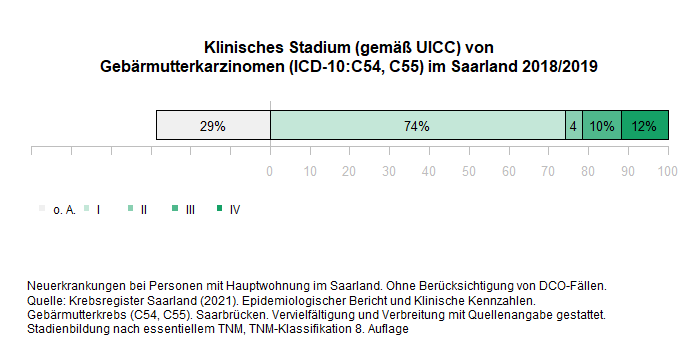 Klinisches Stadium (gemäß UICC) von
Gebärmutterkarzinomen (ICD-10:C54, C55) im Saarland 2018/2019
29% 74% 4 10% 12%
0 10 20 30 40 50 60 70 80 90 100
o. A. I II III IV
Neuerkrankungen bei Personen mit Hauptwohnung im Saarland. Ohne Berücksichtigung von DCO-Fällen.
Quelle: Krebsregister Saarland (2021). Epidemiologischer Bericht und Klinische Kennzahlen.
Gebärmutterkrebs (C54, C55). Saarbrücken. Vervielfältigung und Verbreitung mit Quellenangabe gestattet.
Stadienbildung nach essentiellem TNM, TNM-Klassifikation 8. Auflage